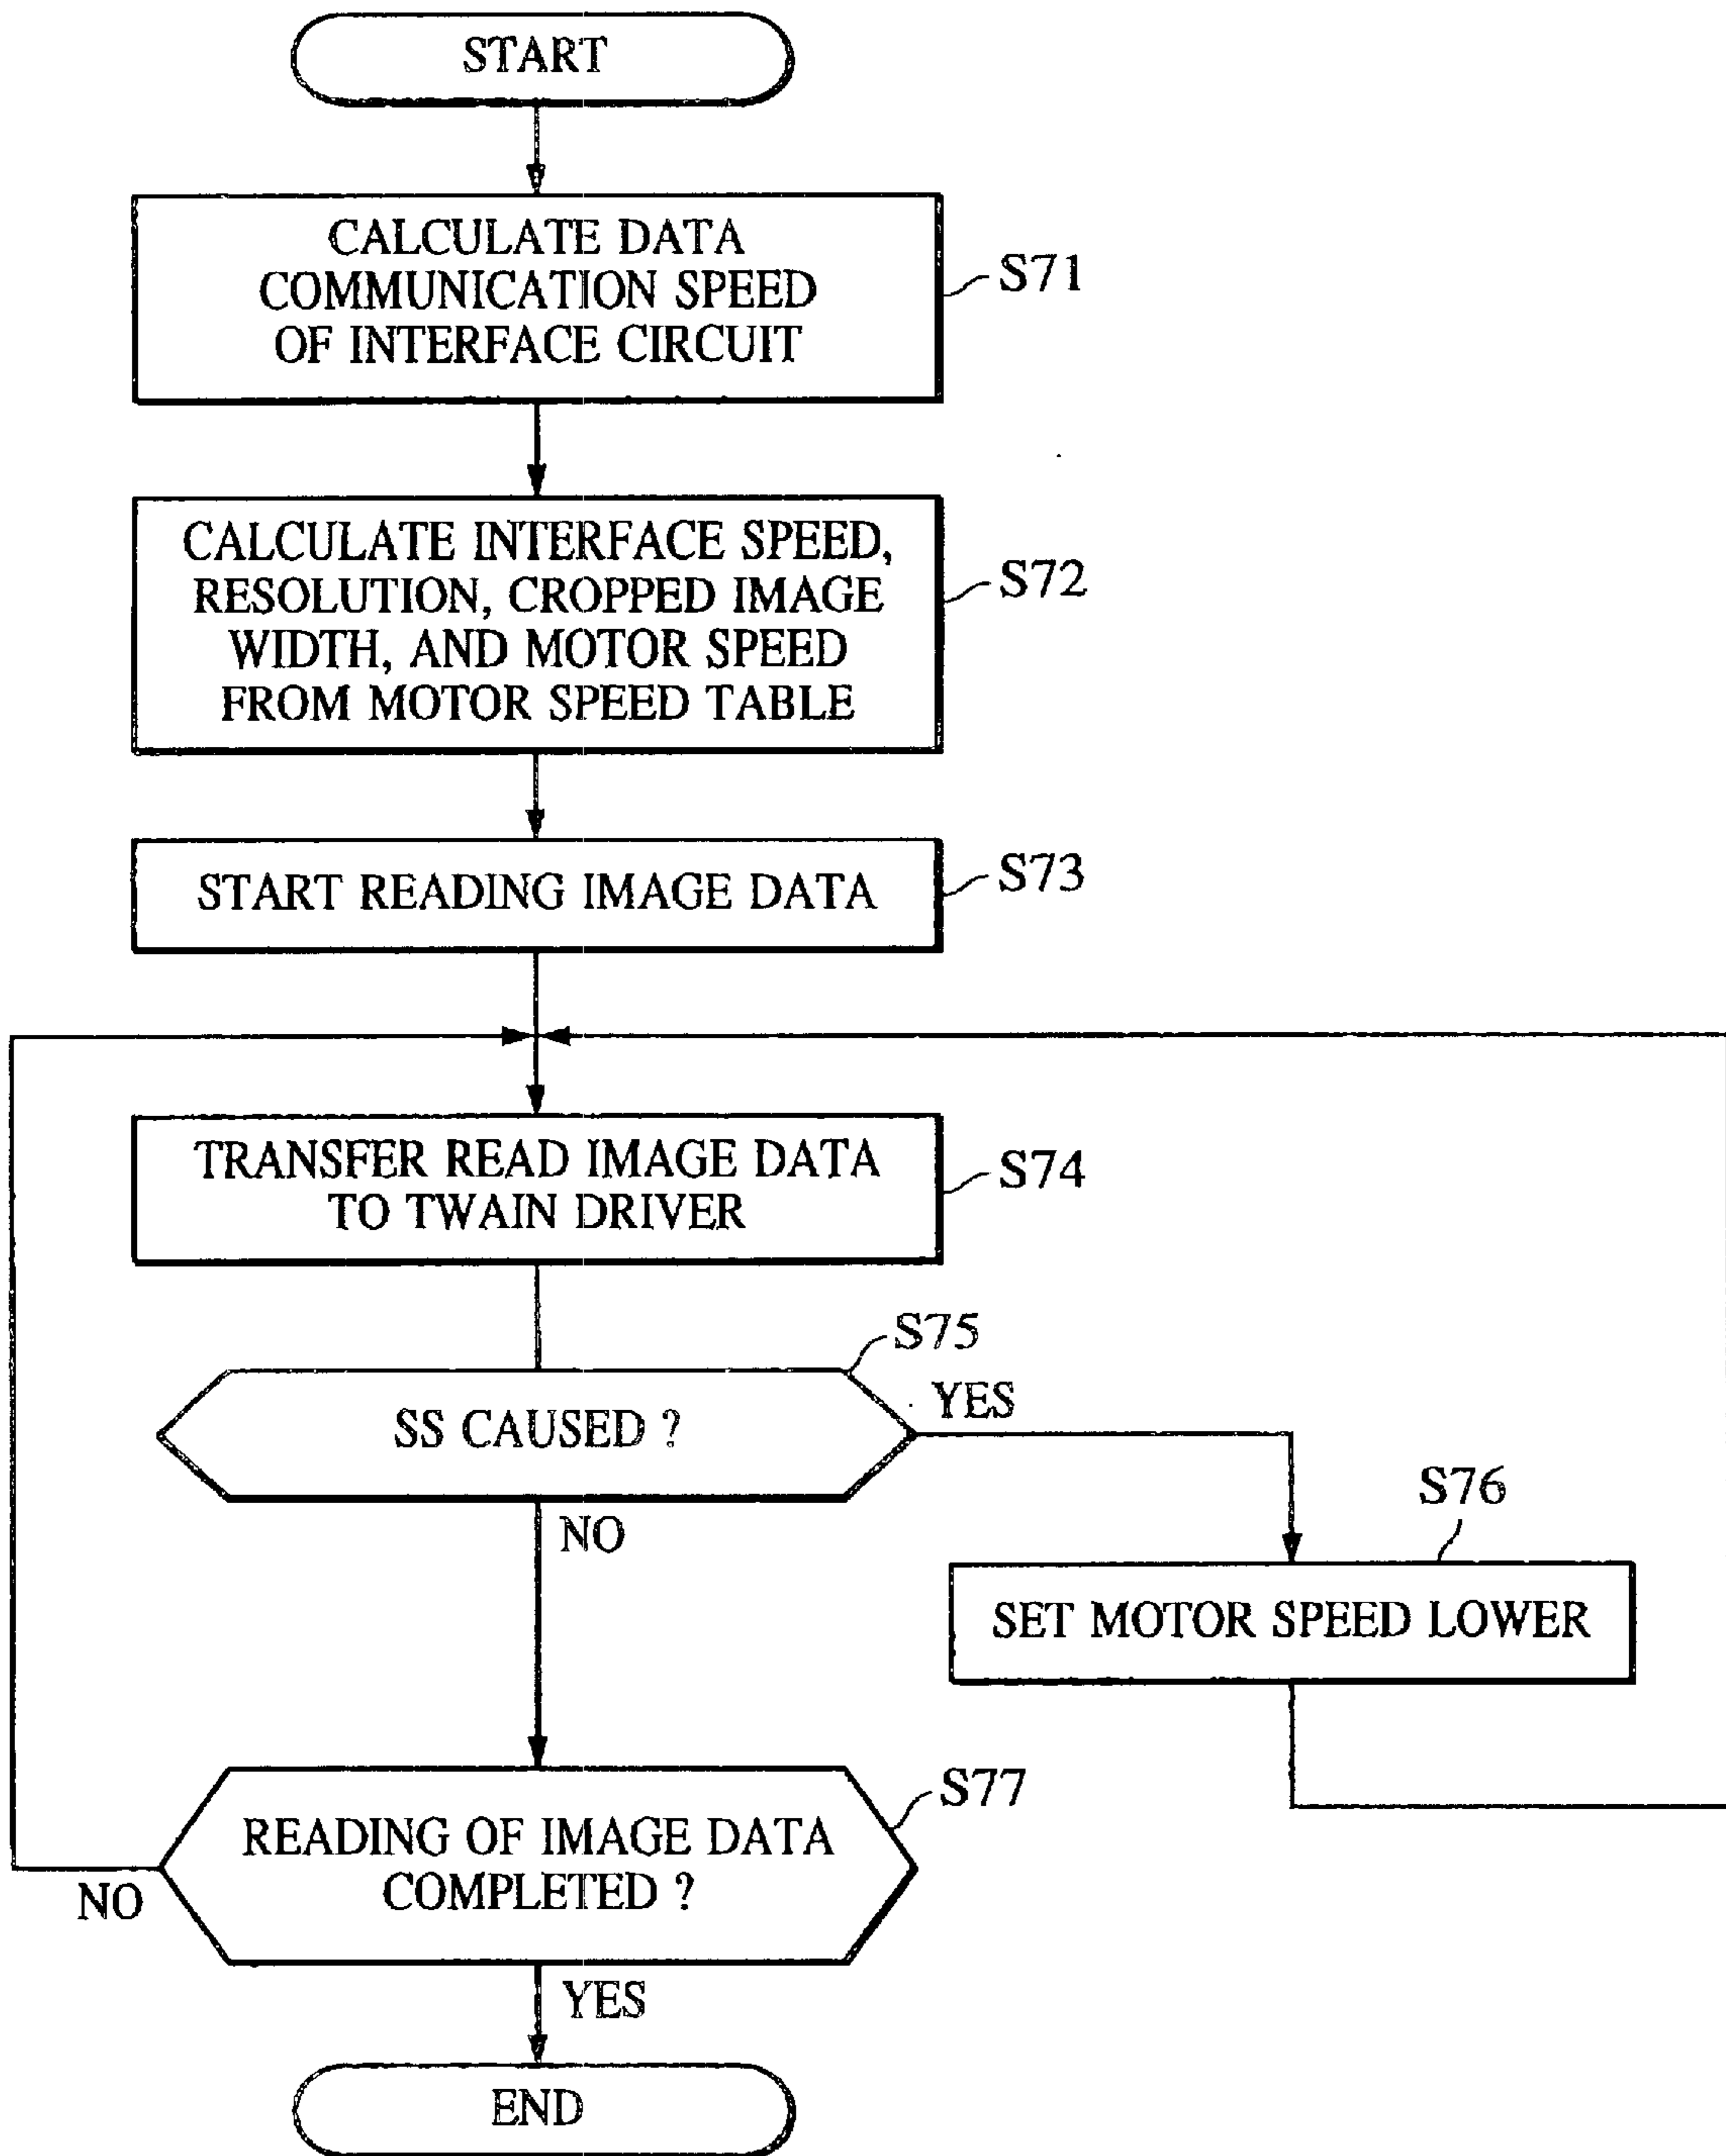 START
CALCULATE DATA
COMMUNICATION SPEED
OF INTERFACE CIRCUIT
S71
CALCULATE INTERFACE SPEED,
RESOLUTION, CROPPED IMAGE
WIDTH, AND MOTOR SPEED
FROM MOTOR SPEED TABLE
S72
START READING IMAGE DATA
S73
TRANSFER READ IMAGE DATA
TO TWAIN DRIVER
S74
S75
SS CAUSED ?
YES
NO
S76
SET MOTOR SPEED LOWER
S77
READING OF IMAGE DATA
COMPLETED ?
NO
YES
END